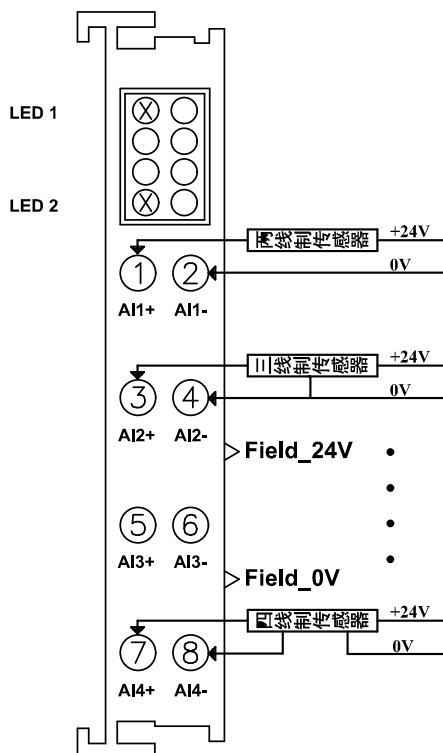 LED 1
LED 2
两线制传感器 +24V
0V
1 2
AI1+ AI1-
三线制传感器 +24V
0V
3 4
AI2+ AI2-
Field_24V
5 6
AI3+ AI3-
Field_0V
四线制传感器 +24V
0V
7 8
AI4+ AI4-